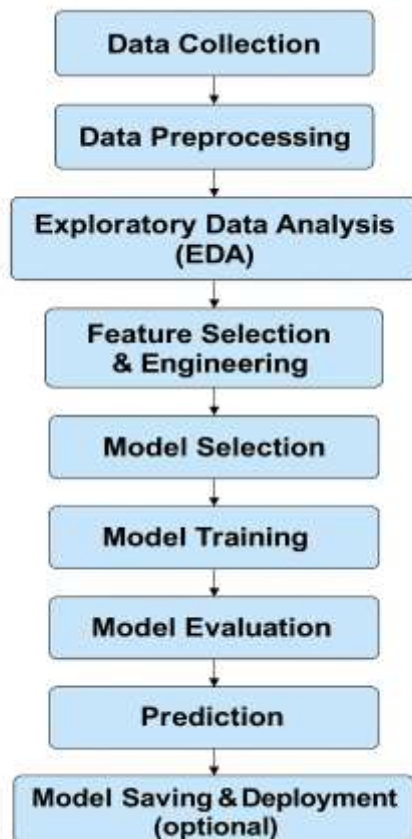 Data Collection
Data Preprocessing
Exploratory Data Analysis
(EDA)
Feature Selection
& Engineering
Model Selection
Model Training
Model Evaluation
Prediction
Model Saving & Deployment
(optional)